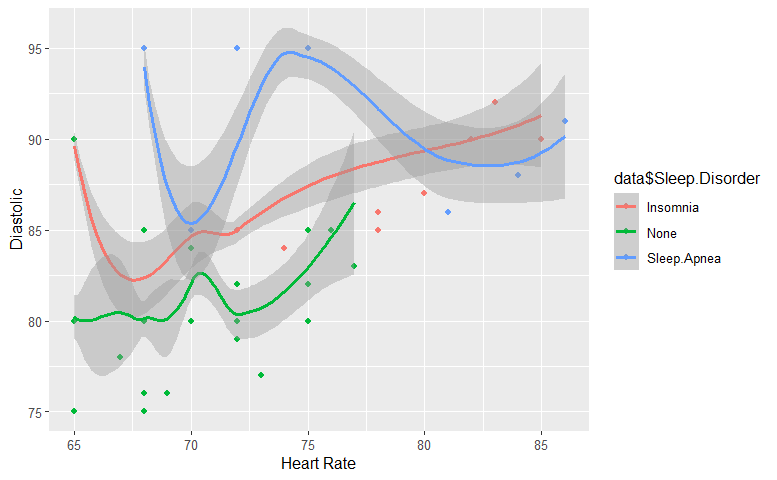 95
90
85
80
75
Diastolic
65 70 75 80 85
Heart Rate
data$Sleep.Disorder
Insomnia
None
Sleep.Apnea